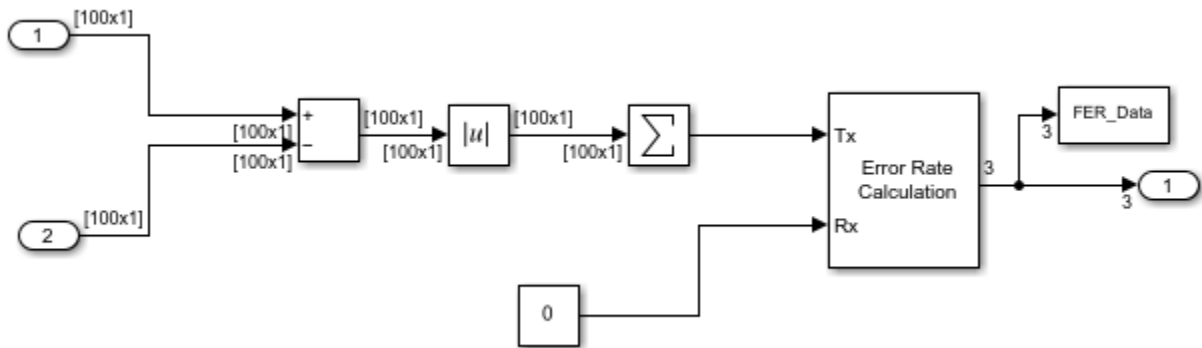 [100x1]
1
+
[100x1]
−
[100x1]
[100x1]
2
[100x1]
[100x1]
|u|
[100x1]
[100x1]
∑
Tx
Error Rate
Calculation
Rx
0
3
FER_Data
3
1
3